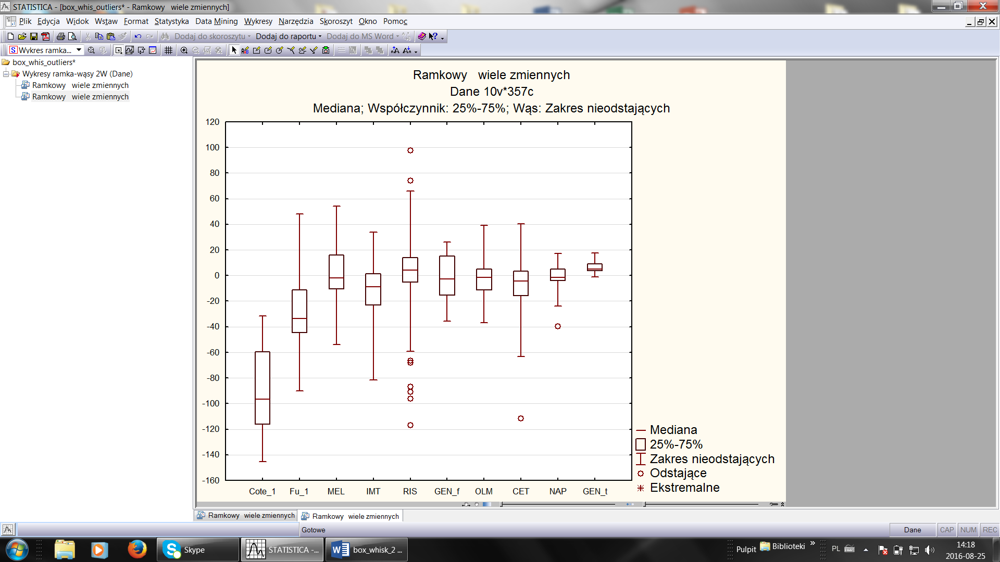 STATISTICA - [box_whis_outliers* - Ramkowy   wiele zmiennych]
Plik Edycja Widok Wstaw Format Statystyka Data Mining Wykresy Narzędzia Skoroszyt Okno Pomoc
Dodaj do skoroszytu Dodaj do raportu Dodaj do MS Word
Wykres ramka...
box_whis_outliers*
Wykresy ramka-wąsy 2W (Dane)
Ramkowy   wiele zmiennych
Ramkowy   wiele zmiennych
Ramkowy   wiele zmiennych
Dane 10v*357c
Mediana; Współczynnik: 25%-75%; Wąs: Zakres nieodstających
120
100
80
60
40
20
0
-20
-40
-60
-80
-100
-120
-140
-160
Cote_1 Fu_1 MEL IMT RIS GEN_f OLM CET NAP GEN_t
Mediana
25%-75%
Zakres nieodstających
Odstające
Ekstremalne
Ramkowy   wiele zmiennych Ramkowy   wiele zmiennych
Gotowe Dane CAP NUM REC
Skype STATISTICA -... box_whisk_2 ... Pulpit Biblioteki » PL 14:18
2016-08-25